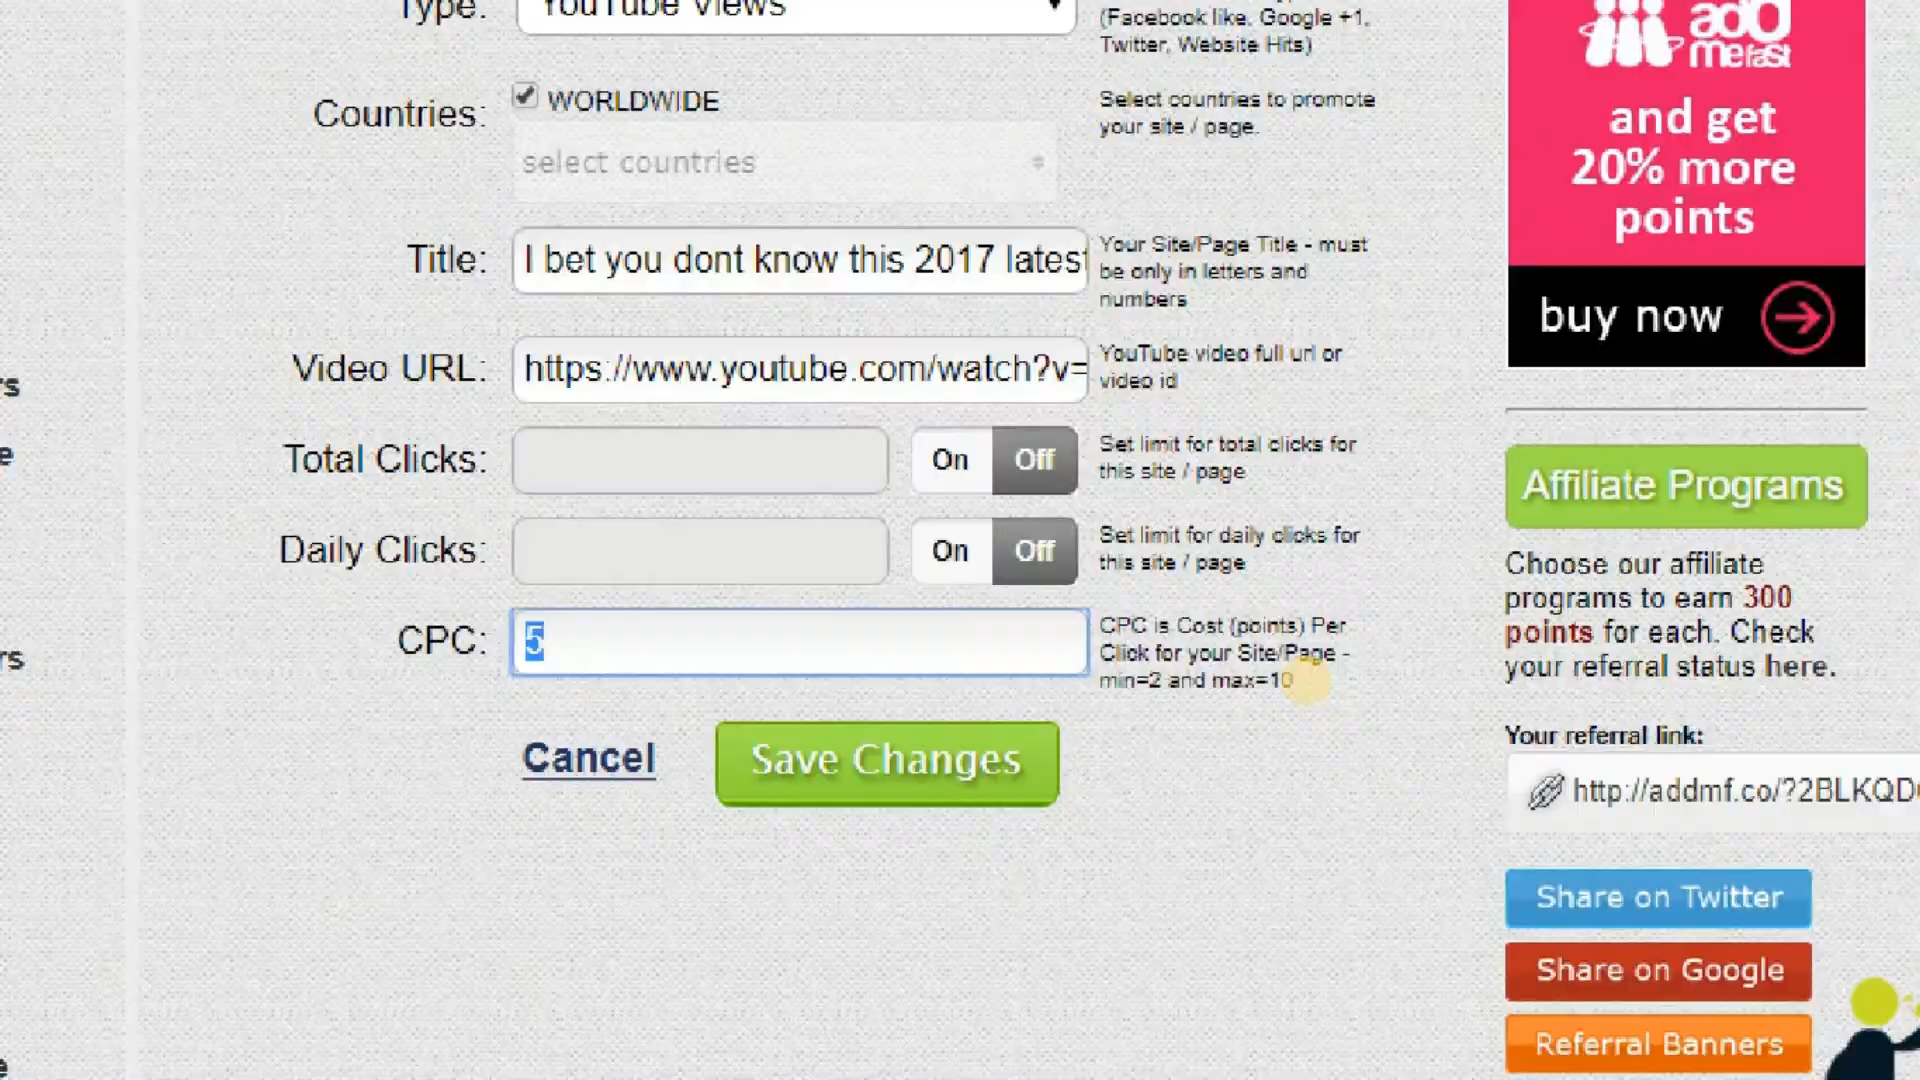 Type:
YouTube Views
(Facebook like, Google +1,
Twitter, Website Hits)
Countries:
WORLDWIDE
select countries
Select countries to promote
your site / page.
Title:
I bet you dont know this 2017 latest
Your Site/Page Title - must
be only in letters and
numbers
Video URL:
https://www.youtube.com/watch?v=
YouTube video full url or
video id
Total Clicks:
On
Off
Set limit for total clicks for
this site / page
Daily Clicks:
On
Off
Set limit for daily clicks for
this site / page
CPC:
5
CPC is Cost (points) Per
Click for your Site/Page -
min=2 and max=10
Cancel
Save Changes
add
mefast
and get
20% more
points
buy now
Affiliate Programs
Choose our affiliate
programs to earn 300
points for each. Check
your referral status here.
Your referral link:
http://addmf.co/?2BLKQD
Share on Twitter
Share on Google
Referral Banners
rs
e
rs
e